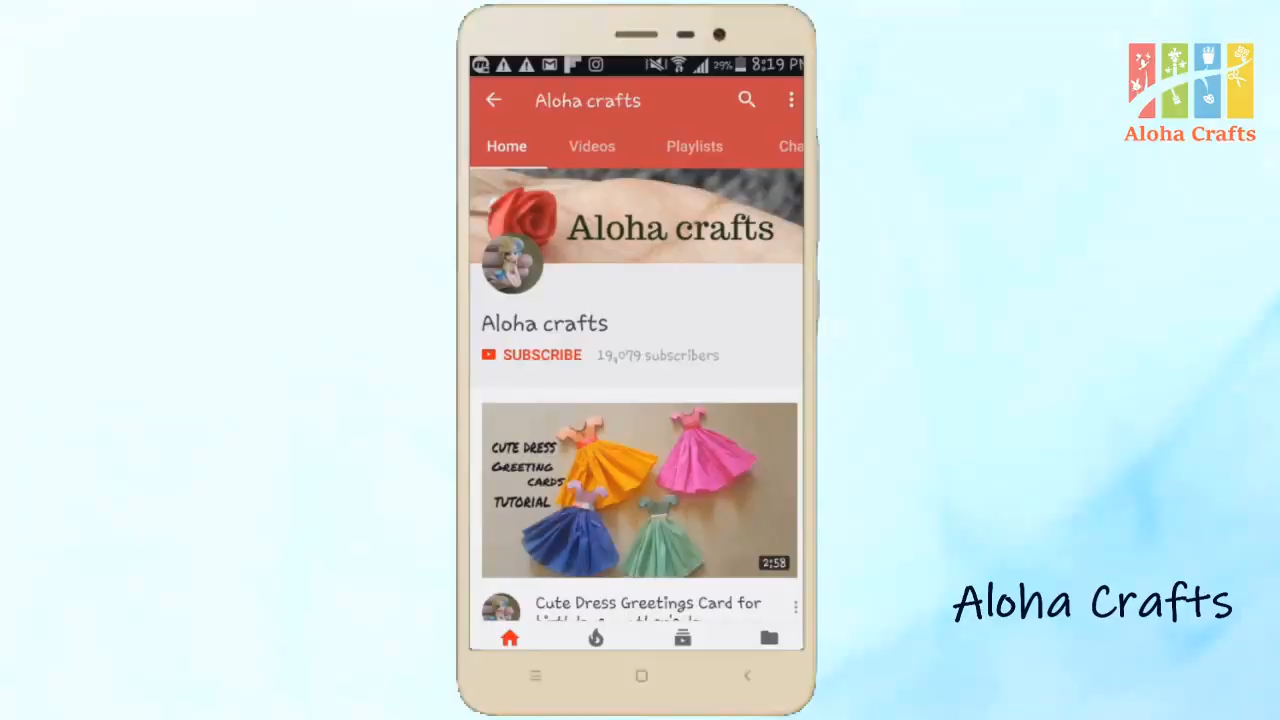 29% 8:19 PM
Aloha crafts
Home Videos Playlists Cha
Aloha crafts
Aloha crafts
SUBSCRIBE 19,079 subscribers
CUTE DRESS
GREETING
CARDS
TUTORIAL
2:58
Cute Dress Greetings Card for
Aloha Crafts
Aloha Crafts